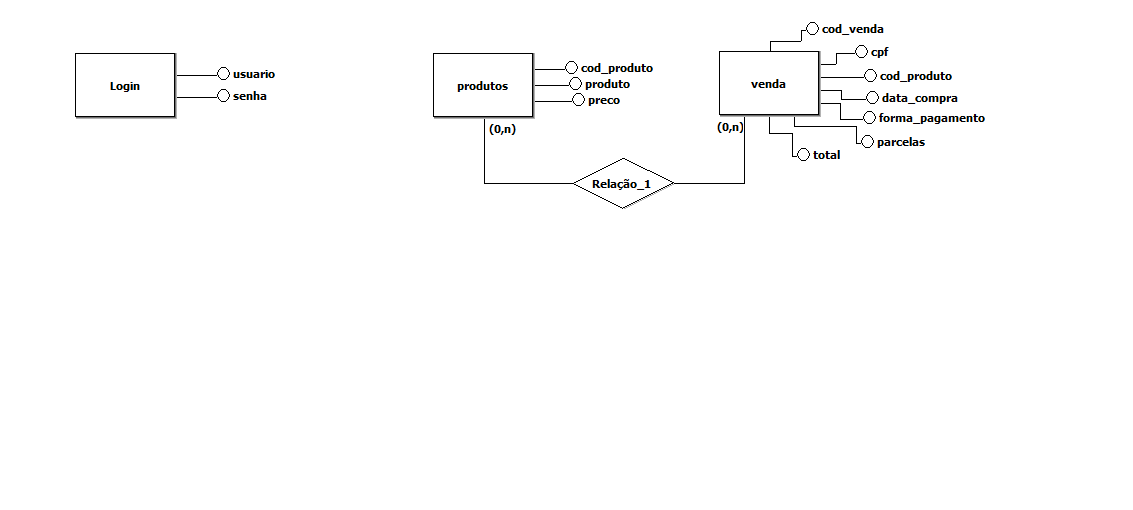 Login
usuario
senha
produtos
cod_produto
produto
preco
(0,n)
Relação_1
(0,n)
venda
cod_venda
cpf
cod_produto
data_compra
forma_pagamento
parcelas
total